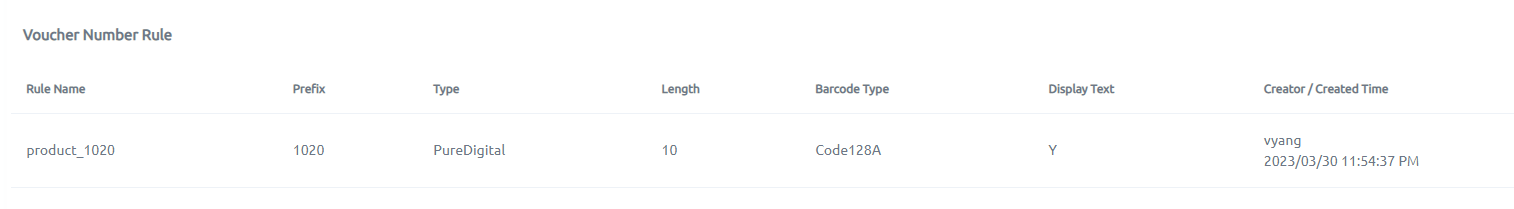 Voucher Number Rule
Rule Name Prefix Type Length Barcode Type Display Text Creator / Created Time
product_1020 1020 PureDigital 10 Code128A Y vyang
2023/03/30 11:54:37 PM